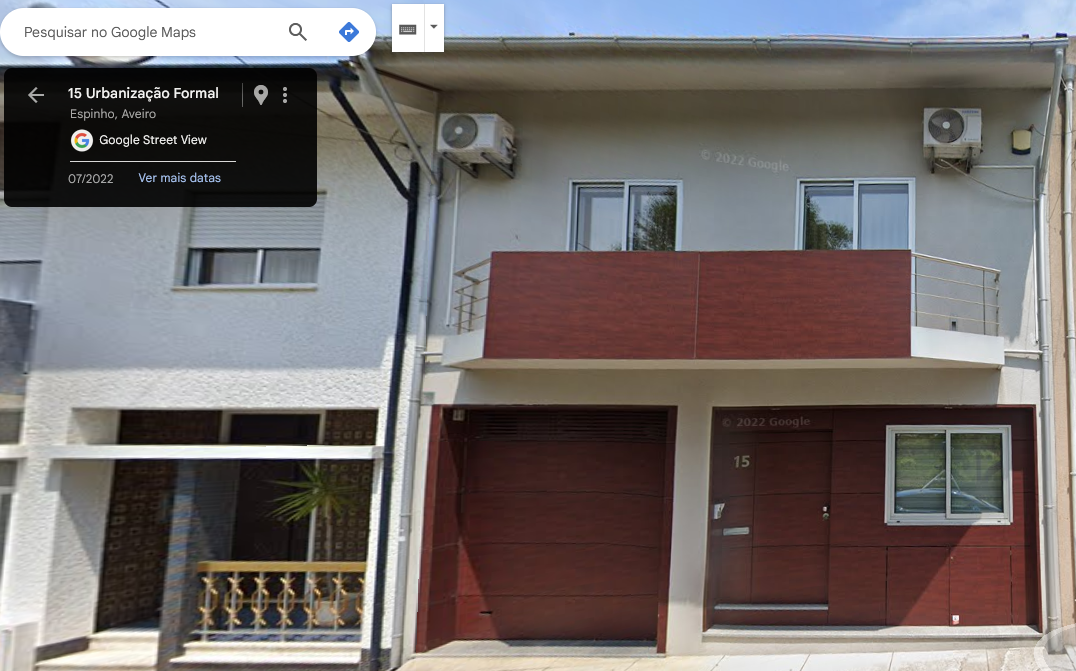 Pesquisar no Google Maps
15 Urbanização Formal
Espinho, Aveiro
Google Street View
07/2022 Ver mais datas
© 2022 Google
© 2022 Google
15